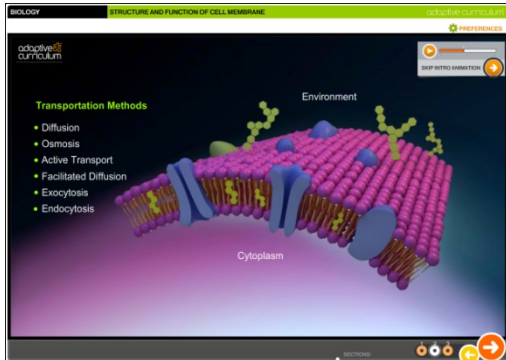 BIOLOGY
STRUCTURE AND FUNCTION OF CELL MEMBRANE
adaptive curriculum
PREFERENCES
adaptive
curriculum
SKIP INTRO ANIMATION
Environment
Transportation Methods
Diffusion
Osmosis
Active Transport
Facilitated Diffusion
Exocytosis
Endocytosis
Cytoplasm
SECTIONS